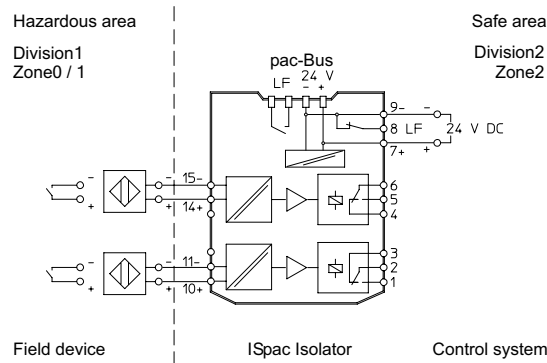 Hazardous area
Safe area
Division1
Zone0 / 1
Division2
Zone2
pac-Bus
LF 24 V
- +
9- -
8 LF 24 V DC
7+ +
- - 15-
+ + 14+
6
5
4
- - 11-
+ + 10+
3
2
1
Field device
ISpac Isolator
Control system